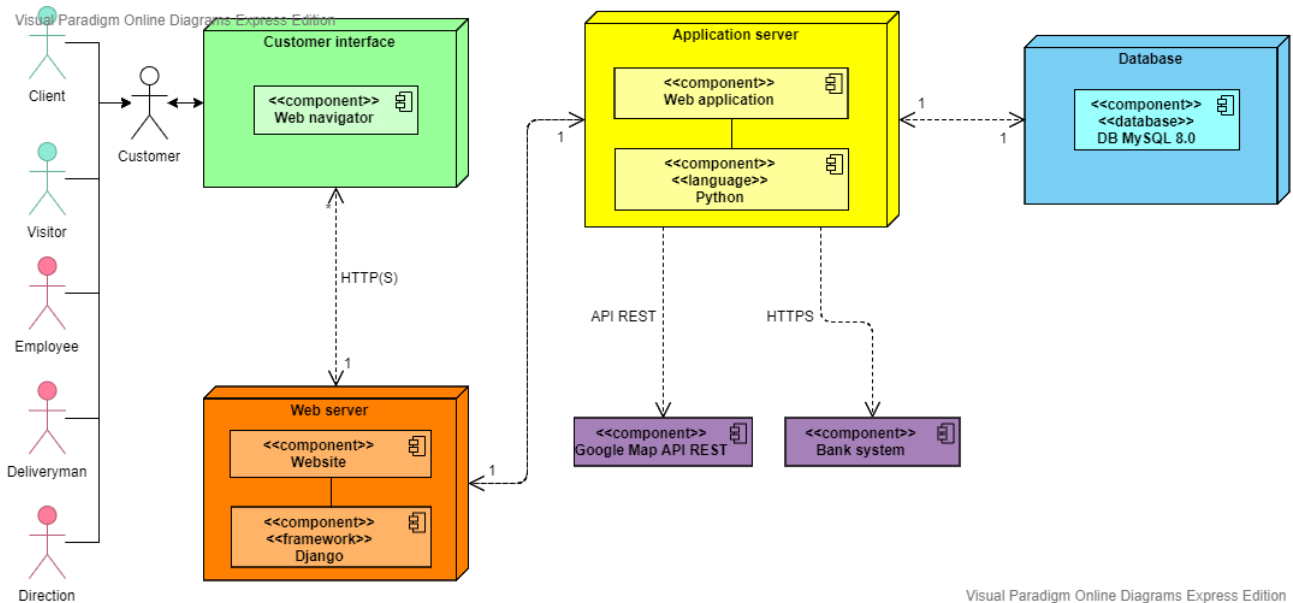 Visual Paradigm Online Diagrams Express Edition
Client
Visitor
Employee
Deliveryman
Direction
Customer
Customer interface
<<component>>
Web navigator
*
HTTP(S)
1
Web server
<<component>>
Website
<<component>>
<<framework>>
Django
1
1
Application server
<<component>>
Web application
<<component>>
<<language>>
Python
1
1
Database
<<component>>
<<database>>
DB MySQL 8.0
API REST
HTTPS
<<component>>
Google Map API REST
<<component>>
Bank system
Visual Paradigm Online Diagrams Express Edition